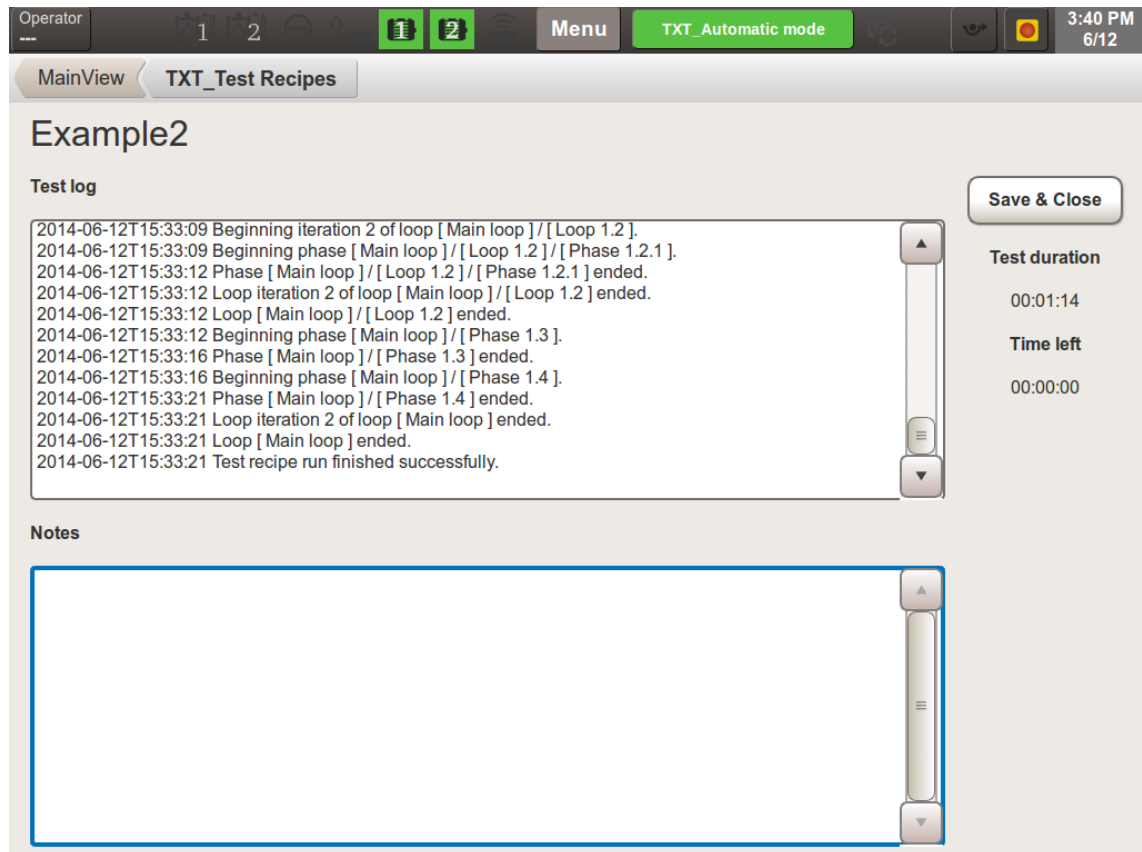 Operator
---
1 2
1 2
Menu
TXT_Automatic mode
3:40 PM
6/12
MainView
TXT_Test Recipes
Example2
Test log
Save & Close
2014-06-12T15:33:09 Beginning iteration 2 of loop [ Main loop ] / [ Loop 1.2 ].
2014-06-12T15:33:09 Beginning phase [ Main loop ] / [ Loop 1.2 ] / [ Phase 1.2.1 ].
2014-06-12T15:33:12 Phase [ Main loop ] / [ Loop 1.2 ] / [ Phase 1.2.1 ] ended.
2014-06-12T15:33:12 Loop iteration 2 of loop [ Main loop ] / [ Loop 1.2 ] ended.
2014-06-12T15:33:12 Loop [ Main loop ] / [ Loop 1.2 ] ended.
2014-06-12T15:33:12 Beginning phase [ Main loop ] / [ Phase 1.3 ].
2014-06-12T15:33:16 Phase [ Main loop ] / [ Phase 1.3 ] ended.
2014-06-12T15:33:16 Beginning phase [ Main loop ] / [ Phase 1.4 ].
2014-06-12T15:33:21 Phase [ Main loop ] / [ Phase 1.4 ] ended.
2014-06-12T15:33:21 Loop iteration 2 of loop [ Main loop ] ended.
2014-06-12T15:33:21 Loop [ Main loop ] ended.
2014-06-12T15:33:21 Test recipe run finished successfully.
Test duration
00:01:14
Time left
00:00:00
Notes